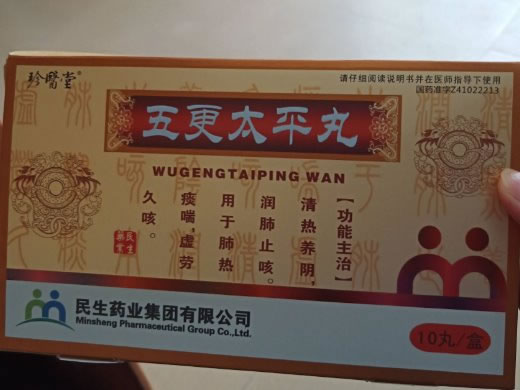 珍醫堂®
请仔细阅读说明书并在医师指导下使用
国药准字Z41022213
五更太平丸
WUGENGTAIPING WAN
【功能主治】
清热养阴，
润肺止咳。
用于肺热
痰喘，虚劳
久咳。
民生
民生药业集团有限公司
Minsheng Pharmaceutical Group Co.,Ltd.
10丸/盒